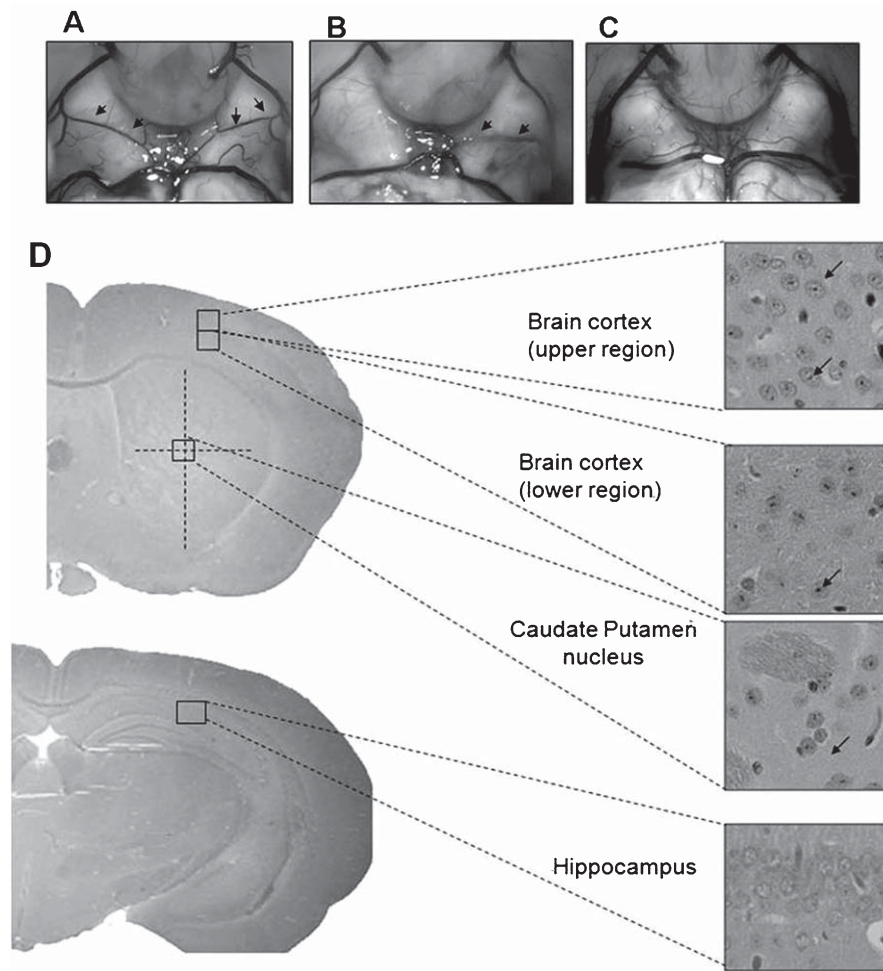 A
B
C
D
Brain cortex
(upper region)
Brain cortex
(lower region)
Caudate Putamen
nucleus
Hippocampus